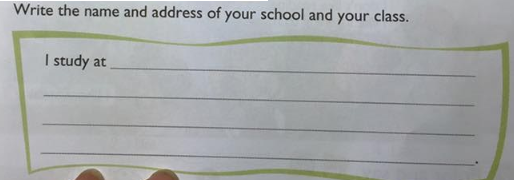 Write the name and address of your school and your class.
I study at
.